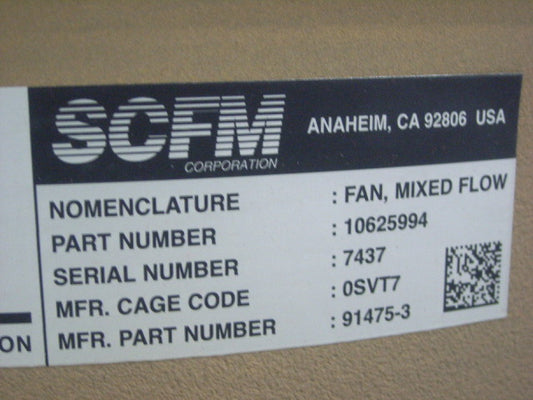 SCFM
CORPORATION
ANAHEIM, CA 92806 USA
NOMENCLATURE : FAN, MIXED FLOW
PART NUMBER : 10625994
SERIAL NUMBER : 7437
MFR. CAGE CODE : 0SVT7
MFR. PART NUMBER : 91475-3
ON